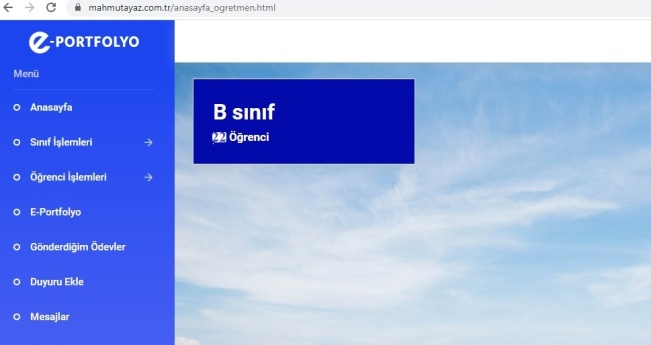 mahmutayaz.com.tr/anasayfa_ogretmen.html
e-PORTFOLYO
Menü
Anasayfa
Sınıf İşlemleri
Öğrenci İşlemleri
E-Portfolyo
Gönderdiğim Ödevler
Duyuru Ekle
Mesajlar
B sınıf
22 Öğrenci